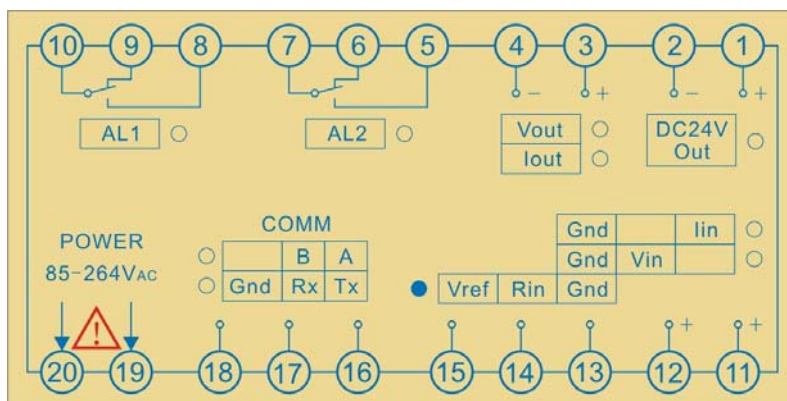 10 9 8 7 6 5 4 3 2 1
- + - +
AL1 AL2 Vout DC24V
Iout Out
COMM Gnd Iin
POWER B A Gnd Vin
85-264VAC Gnd Rx Tx Vref Rin Gnd
+ +
20 19 18 17 16 15 14 13 12 11